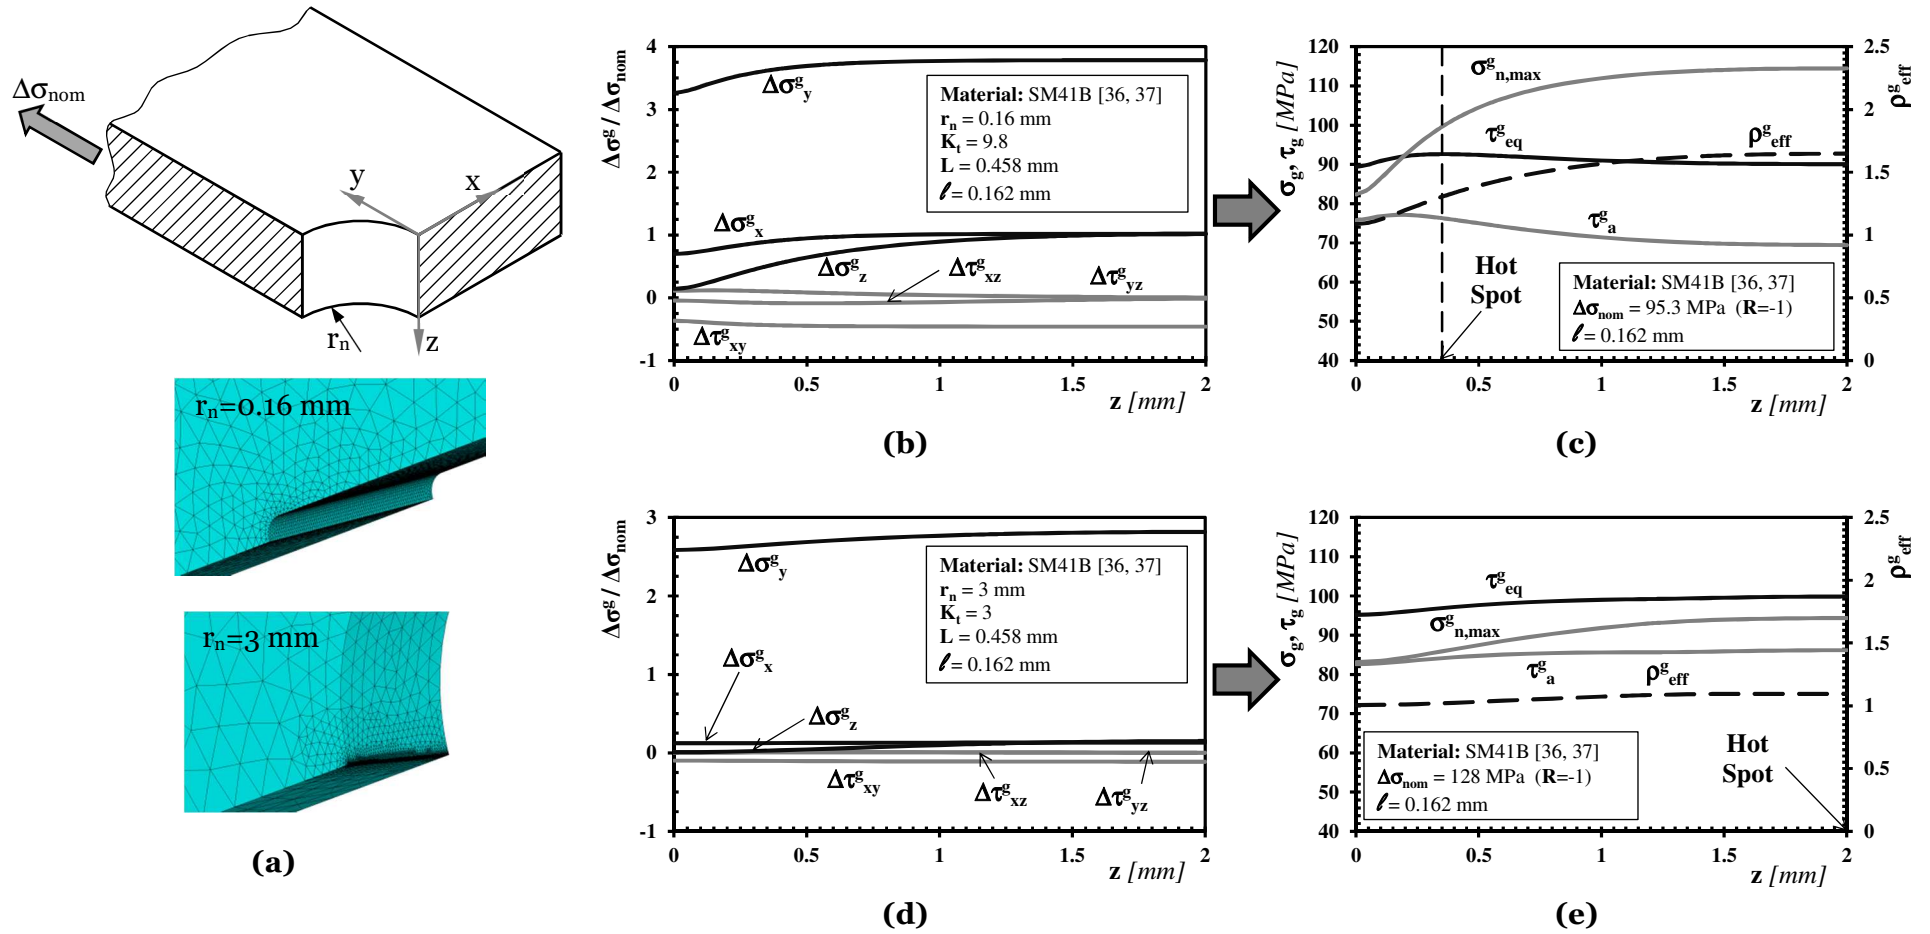 Δσnom
y
x
rn
z
rn=0.16 mm
rn=3 mm
(a)
Δσᵍ / Δσnom
4
3
2
1
0
-1
Δσᵍy
Material: SM41B [36, 37]
rn = 0.16 mm
Kt = 9.8
L = 0.458 mm
ℓ = 0.162 mm
Δσᵍx
Δσᵍz
Δτᵍxz
Δτᵍyz
Δτᵍxy
0 0.5 1 1.5 2
z [mm]
(b)
σg, τg [MPa]
120
110
100
90
80
70
60
50
40
ρᵍeff
2.5
2
1.5
1
0.5
0
σᵍn,max
τᵍeq
ρᵍeff
τᵍa
Hot
Spot
Material: SM41B [36, 37]
Δσnom = 95.3 MPa (R=-1)
ℓ = 0.162 mm
0 0.5 1 1.5 2
z [mm]
(c)
Δσᵍ / Δσnom
3
2
1
0
-1
Δσᵍy
Material: SM41B [36, 37]
rn = 3 mm
Kt = 3
L = 0.458 mm
ℓ = 0.162 mm
Δσᵍx
Δσᵍz
Δτᵍxy
Δτᵍxz
Δτᵍyz
0 0.5 1 1.5 2
z [mm]
(d)
σg, τg [MPa]
120
110
100
90
80
70
60
50
40
ρᵍeff
2.5
2
1.5
1
0.5
0
τᵍeq
σᵍn,max
τᵍa
ρᵍeff
Hot
Spot
Material: SM41B [36, 37]
Δσnom = 128 MPa (R=-1)
ℓ = 0.162 mm
0 0.5 1 1.5 2
z [mm]
(e)